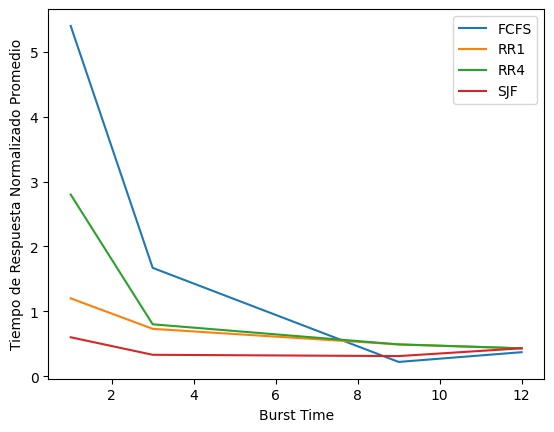 FCFS
RR1
RR4
SJF
Tiempo de Respuesta Normalizado Promedio
5
4
3
2
1
0
2 4 6 8 10 12
Burst Time